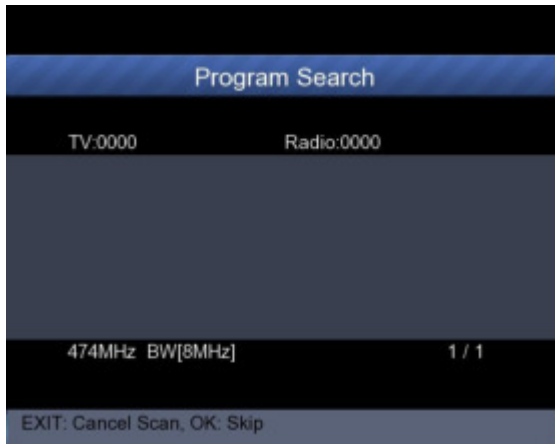 Program Search
TV:0000 Radio:0000
474MHz BW[8MHz] 1 / 1
EXIT: Cancel Scan, OK: Skip